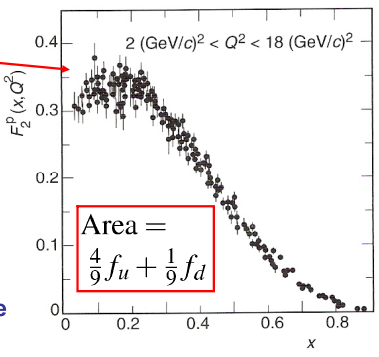 0.4
2 (GeV/c)² < Q² < 18 (GeV/c)²
F₂ᵖ(x,Q²)
0.3
0.2
Area =
4/9 fᵤ + 1/9 f_d
0.1
0
e
0 0.2 0.4 0.6 0.8
x